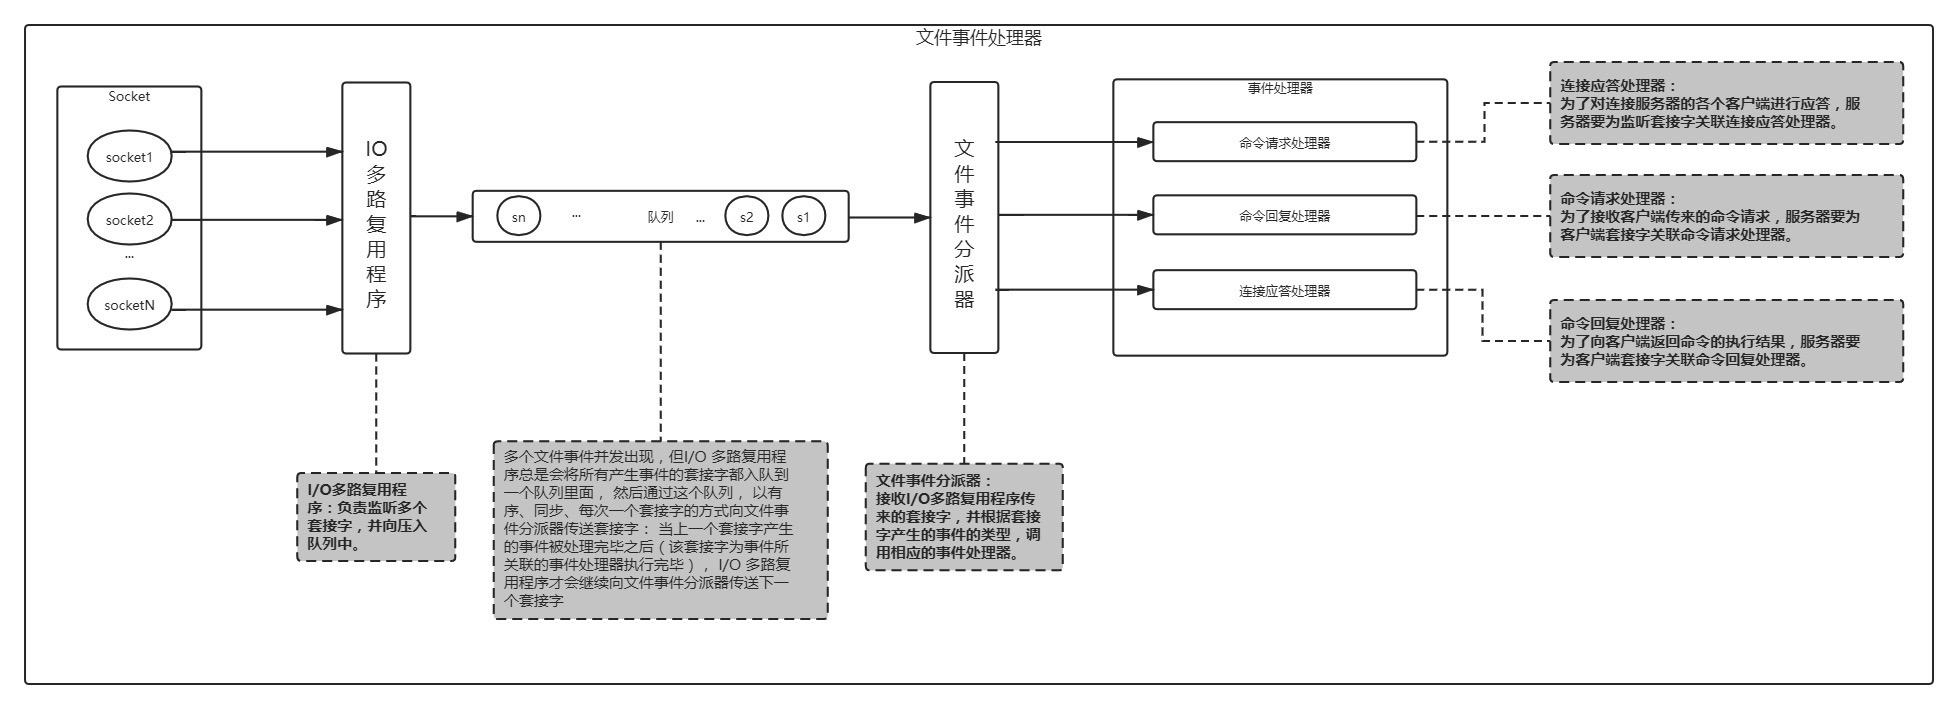 文件事件处理器
Socket
socket1
socket2
...
socketN
IO
多
路
复
用
程
序
sn
...
队列
...
s2
s1
文
件
事
件
分
派
器
事件处理器
命令请求处理器
命令回复处理器
连接应答处理器
连接应答处理器：
为了对连接服务器的各个客户端进行应答，服
务器要为监听套接字关联连接应答处理器。
命令请求处理器：
为了接收客户端传来的命令请求，服务器要为
客户端套接字关联命令请求处理器。
命令回复处理器：
为了向客户端返回命令的执行结果，服务器要
为客户端套接字关联命令回复处理器。
I/O多路复用程
序：负责监听多个
套接字，并向压入
队列中。
多个文件事件并发出现，但I/O 多路复用程
序总是会将所有产生事件的套接字都入队到
一个队列里面， 然后通过这个队列， 以有
序、同步、每次一个套接字的方式向文件事
件分派器传送套接字： 当上一个套接字产生
的事件被处理完毕之后（该套接字为事件所
关联的事件处理器执行完毕）， I/O 多路复
用程序才会继续向文件事件分派器传送下一
个套接字
文件事件分派器：
接收I/O多路复用程序传
来的套接字，并根据套接
字产生的事件的类型，调
用相应的事件处理器。